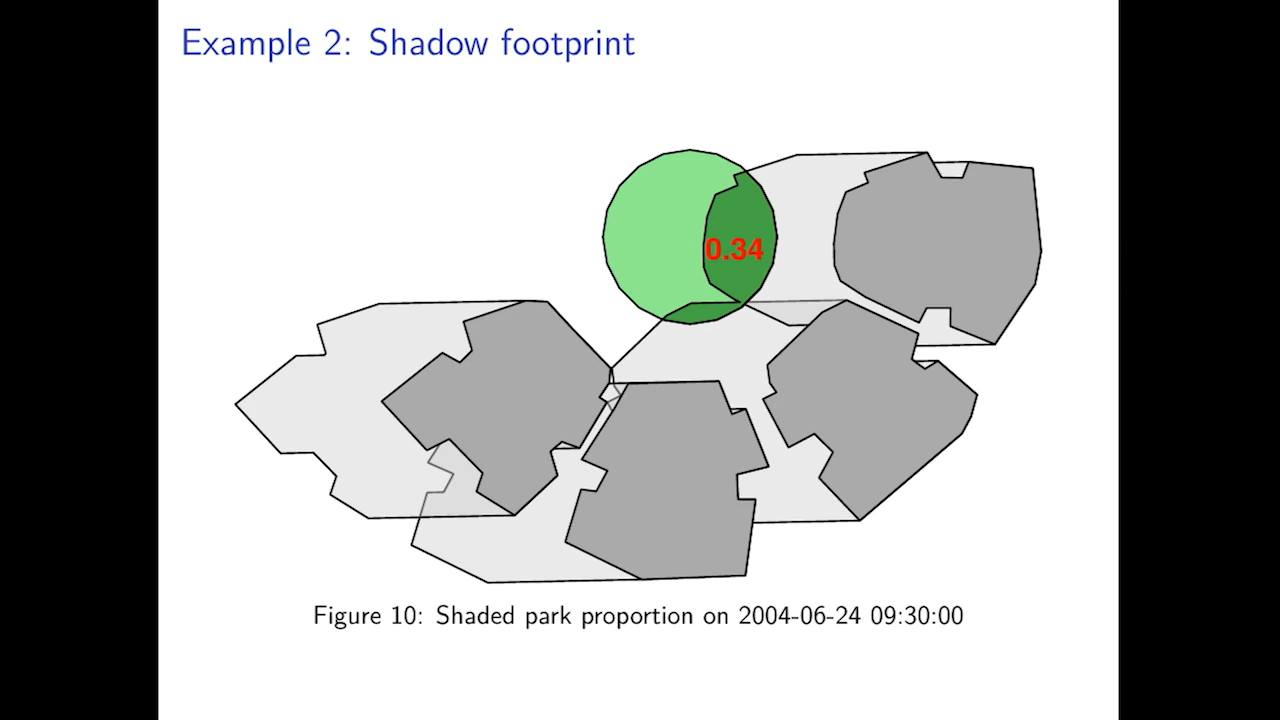 Example 2: Shadow footprint
0.34
Figure 10: Shaded park proportion on 2004-06-24 09:30:00